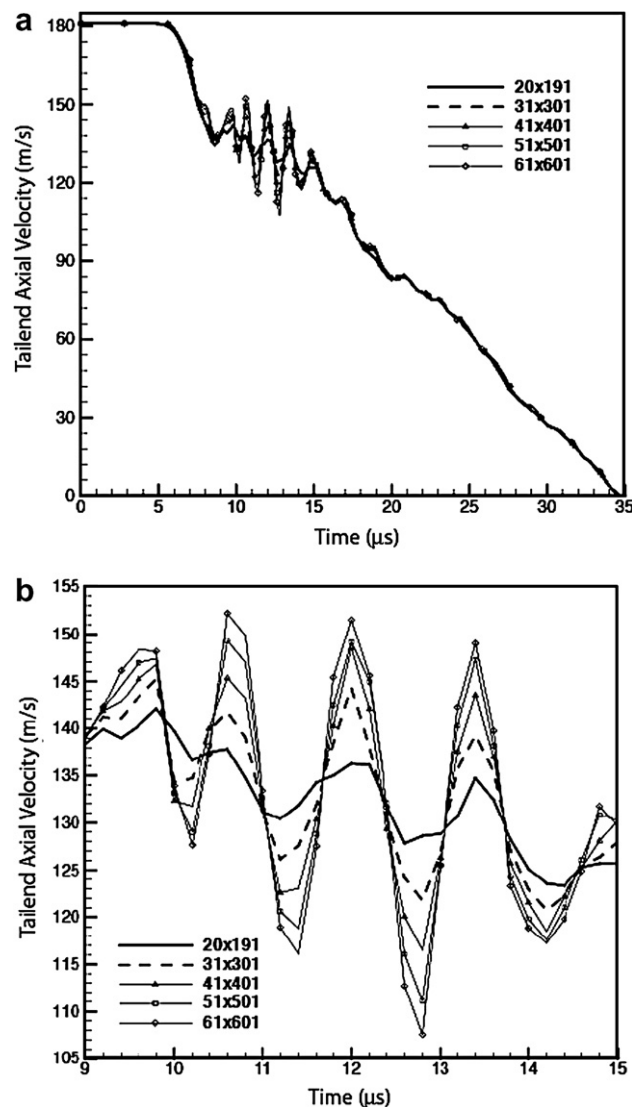 a
180
150
120
90
60
30
0
Tailend Axial Velocity (m/s)
20x191
31x301
41x401
51x501
61x601
0 5 10 15 20 25 30 35
Time (µs)
b
155
150
145
140
135
130
125
120
115
110
105
Tailend Axial Velocity (m/s)
20x191
31x301
41x401
51x501
61x601
9 10 11 12 13 14 15
Time (µs)